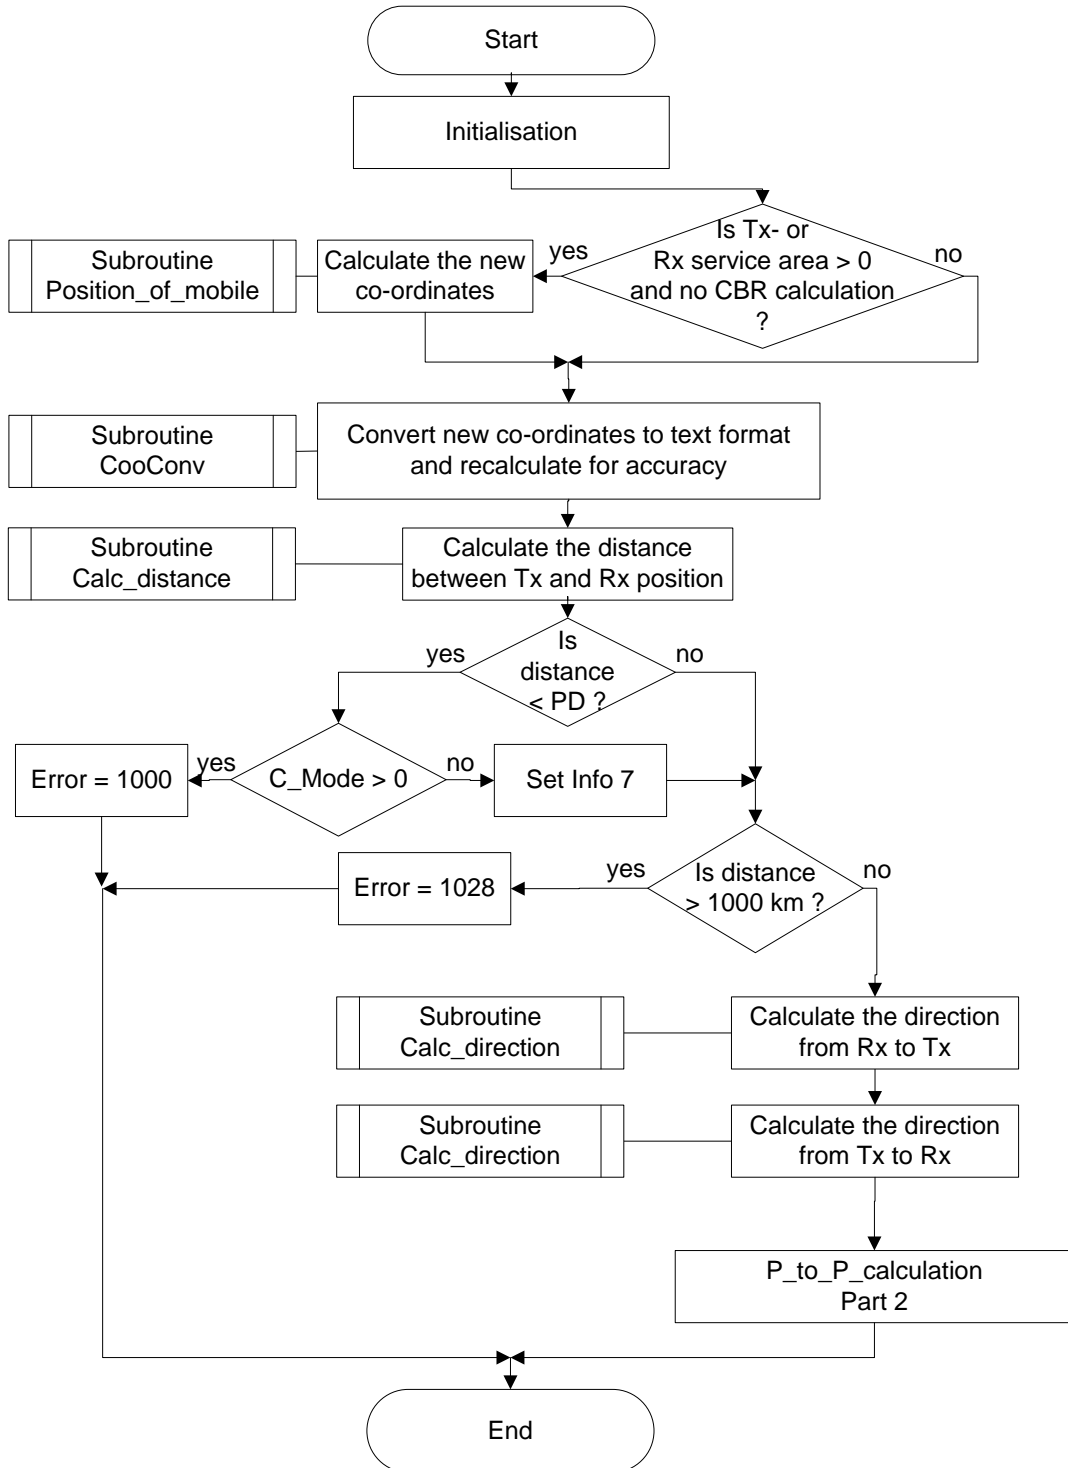 Start
Initialisation
Is Tx- or
Rx service area > 0
and no CBR calculation
?
yes
no
Calculate the new
co-ordinates
Subroutine
Position_of_mobile
Subroutine
CooConv
Convert new co-ordinates to text format
and recalculate for accuracy
Subroutine
Calc_distance
Calculate the distance
between Tx and Rx position
Is
distance
< PD ?
yes
no
Error = 1000
yes
C_Mode > 0
no
Set Info 7
Error = 1028
yes
Is distance
> 1000 km ?
no
Subroutine
Calc_direction
Calculate the direction
from Rx to Tx
Subroutine
Calc_direction
Calculate the direction
from Tx to Rx
P_to_P_calculation
Part 2
End